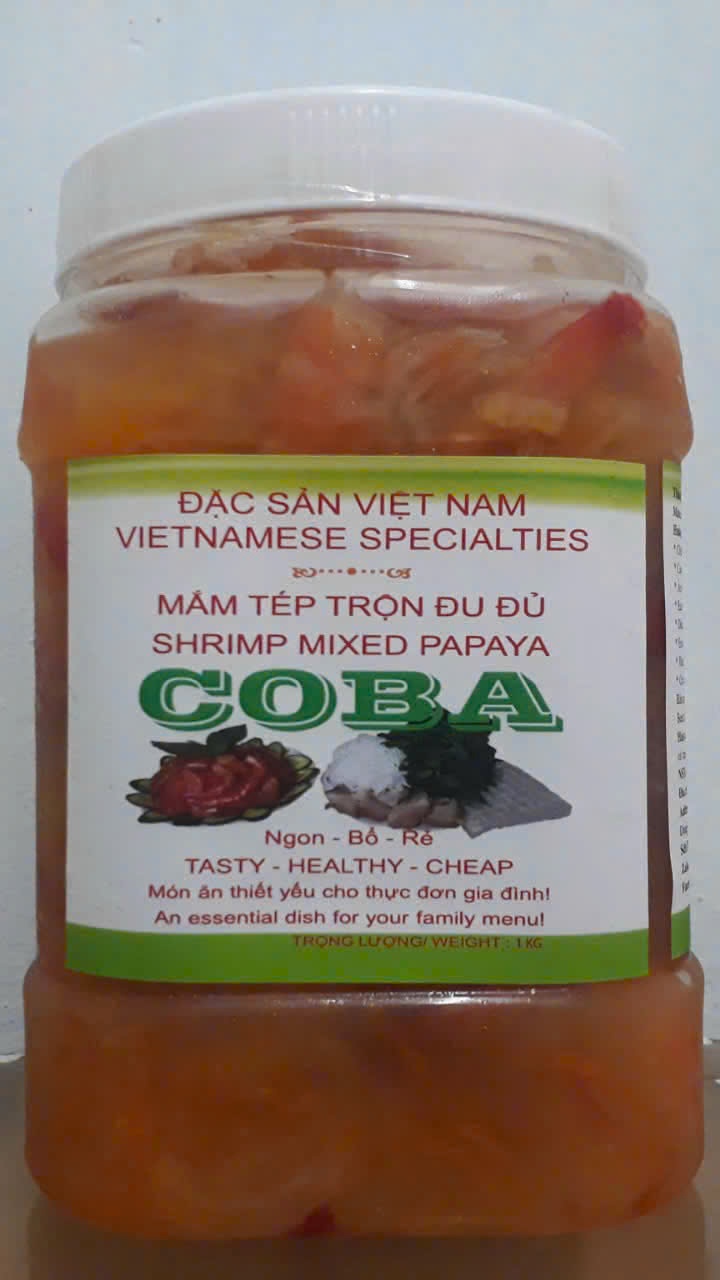 ĐẶC SẢN VIỆT NAM
VIETNAMESE SPECIALTIES
MẮM TÉP TRỘN ĐU ĐỦ
SHRIMP MIXED PAPAYA
COBA
Ngon - Bổ - Rẻ
TASTY - HEALTHY - CHEAP
Món ăn thiết yếu cho thực đơn gia đình!
An essential dish for your family menu!
TRỌNG LƯỢNG/ WEIGHT : 1 KG